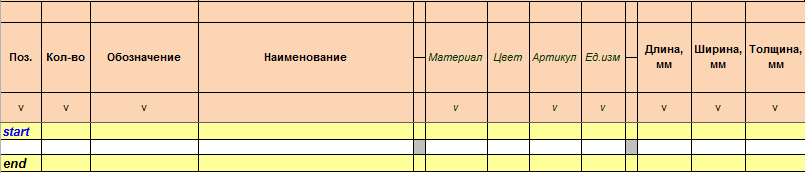 Поз. Кол-во Обозначение Наименование Материал Цвет Артикул Ед.изм Длина, мм Ширина, мм Толщина, мм
v v v v v v v v v
start
end